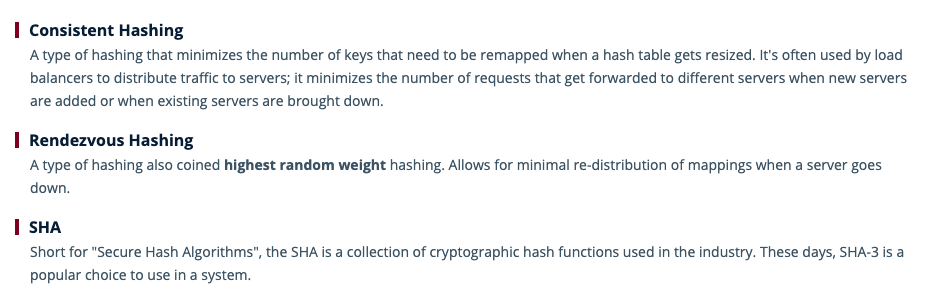 Consistent Hashing
A type of hashing that minimizes the number of keys that need to be remapped when a hash table gets resized. It's often used by load
balancers to distribute traffic to servers; it minimizes the number of requests that get forwarded to different servers when new servers
are added or when existing servers are brought down.
Rendezvous Hashing
A type of hashing also coined highest random weight hashing. Allows for minimal re-distribution of mappings when a server goes
down.
SHA
Short for "Secure Hash Algorithms", the SHA is a collection of cryptographic hash functions used in the industry. These days, SHA-3 is a
popular choice to use in a system.